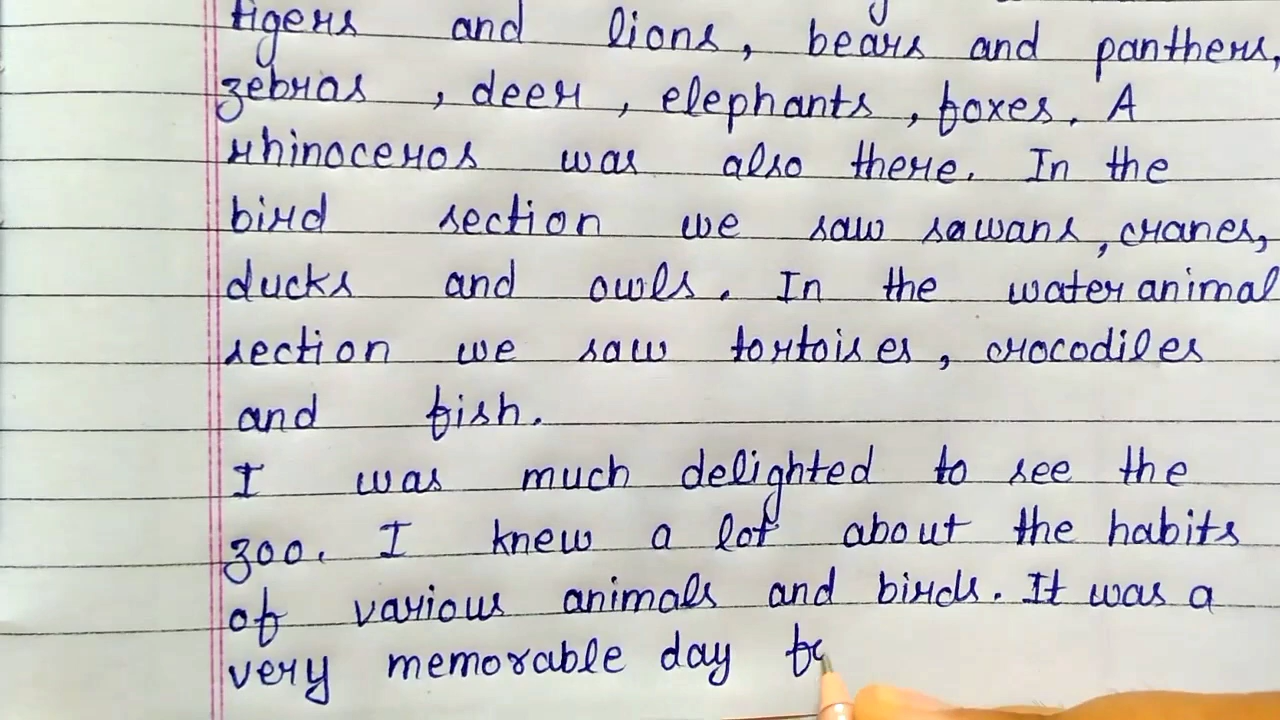 tigers and lions, bears and panthers,
zebras, deer, elephants, foxes. A
rhinoceros was also there. In the
bird section we saw sawans, cranes,
ducks and owls. In the water animal
section we saw tortoises, crocodiles
and fish.
I was much delighted to see the
zoo. I knew a lot about the habits
of various animals and birds. It was a
very memorable day fo